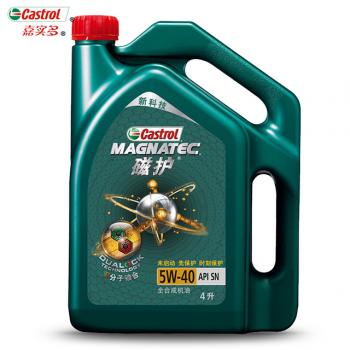 Castrol
嘉实多
新科技
Castrol
MAGNATEC
磁护
DUALOCK
TECHNOLOGY
分子锁合
未启动 先保护 时刻保护
5W-40 API SN
全合成机油
4升